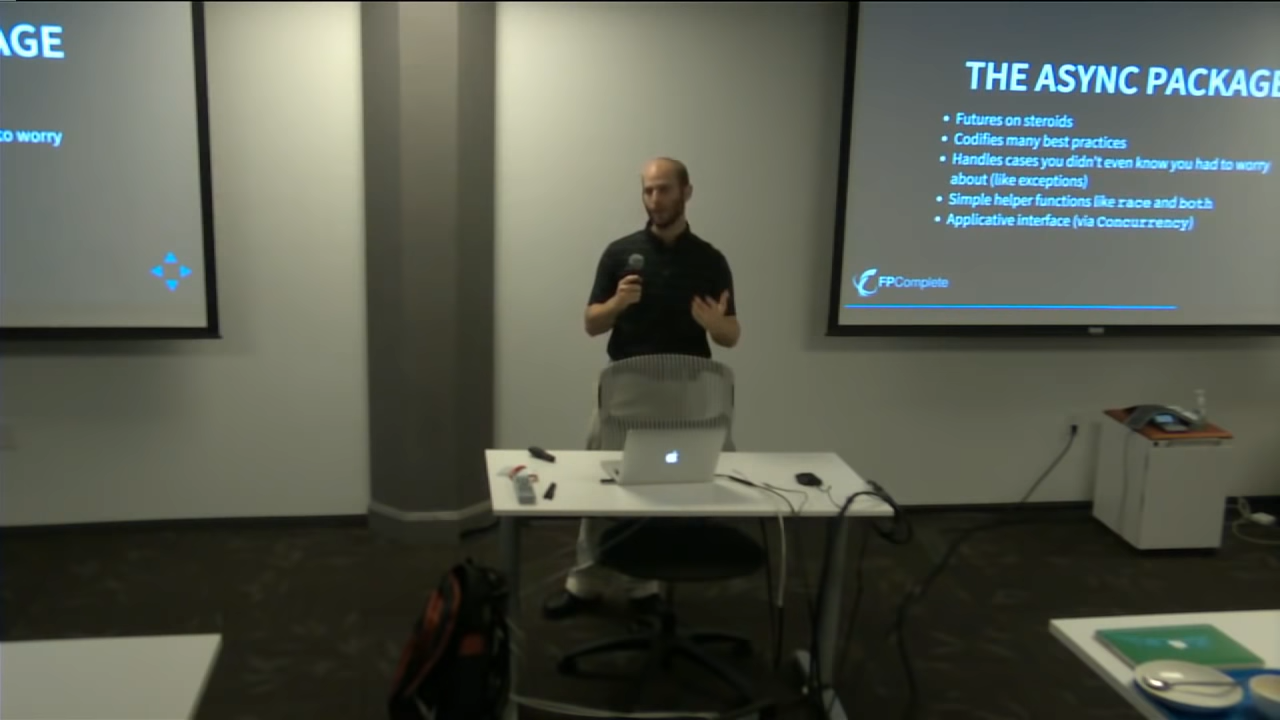 AGE
to worry
THE ASYNC PACKAGE
• Futures on steroids
• Codifies many best practices
• Handles cases you didn't even know you had to worry
about (like exceptions)
• Simple helper functions like race and both
• Applicative interface (via Concurrency)
FPComplete